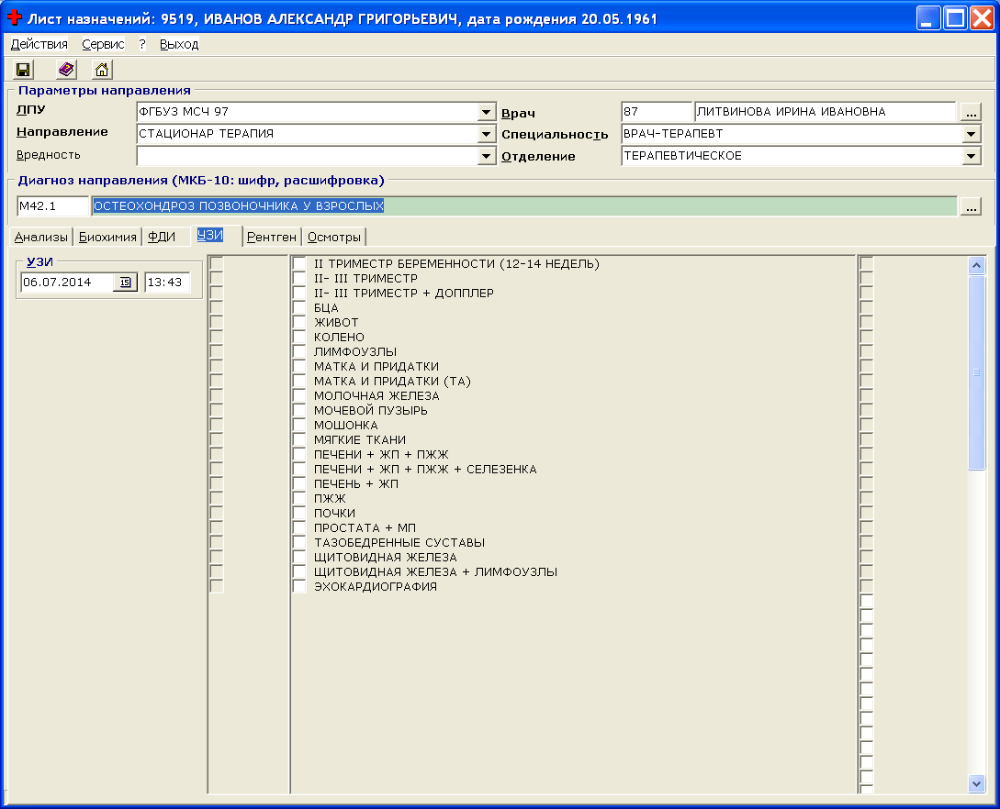 Лист назначений: 9519, ИВАНОВ АЛЕКСАНДР ГРИГОРЬЕВИЧ, дата рождения 20.05.1961
Действия Сервис ? Выход
Параметры направления
ЛПУ ФГБУЗ МСЧ 97 Врач 87 ЛИТВИНОВА ИРИНА ИВАНОВНА ...
Направление СТАЦИОНАР ТЕРАПИЯ Специальность ВРАЧ-ТЕРАПЕВТ
Вредность Отделение ТЕРАПЕВТИЧЕСКОЕ
Диагноз направления (МКБ-10: шифр, расшифровка)
М42.1 ОСТЕОХОНДРОЗ ПОЗВОНОЧНИКА У ВЗРОСЛЫХ ...
Анализы Биохимия ФДИ УЗИ Рентген Осмотры
УЗИ
06.07.2014 15 13:43
II ТРИМЕСТР БЕРЕМЕННОСТИ (12-14 НЕДЕЛЬ)
II- III ТРИМЕСТР
II- III ТРИМЕСТР + ДОППЛЕР
БЦА
ЖИВОТ
КОЛЕНО
ЛИМФОУЗЛЫ
МАТКА И ПРИДАТКИ
МАТКА И ПРИДАТКИ (ТА)
МОЛОЧНАЯ ЖЕЛЕЗА
МОЧЕВОЙ ПУЗЫРЬ
МОШОНКА
МЯГКИЕ ТКАНИ
ПЕЧЕНИ + ЖП + ПЖЖ
ПЕЧЕНИ + ЖП + ПЖЖ + СЕЛЕЗЕНКА
ПЕЧЕНЬ + ЖП
ПЖЖ
ПОЧКИ
ПРОСТАТА + МП
ТАЗОБЕДРЕННЫЕ СУСТАВЫ
ЩИТОВИДНАЯ ЖЕЛЕЗА
ЩИТОВИДНАЯ ЖЕЛЕЗА + ЛИМФОУЗЛЫ
ЭХОКАРДИОГРАФИЯ